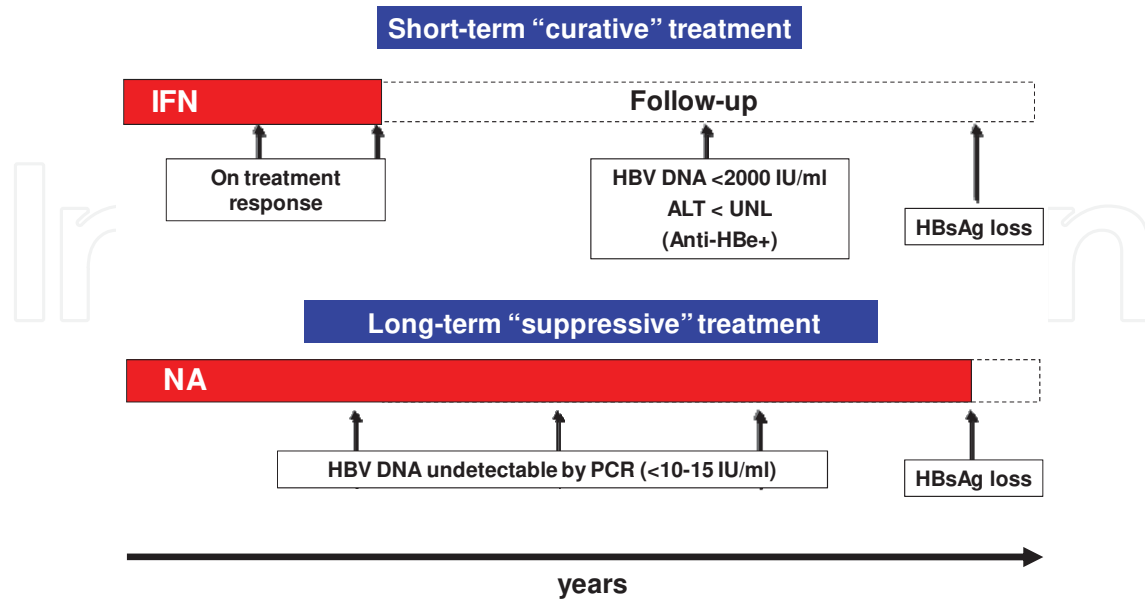 Short-term “curative” treatment
IFN
Follow-up
On treatment
response
HBV DNA <2000 IU/ml
ALT < UNL
(Anti-HBe+)
HBsAg loss
Long-term “suppressive” treatment
NA
HBV DNA undetectable by PCR (<10-15 IU/ml)
HBsAg loss
years